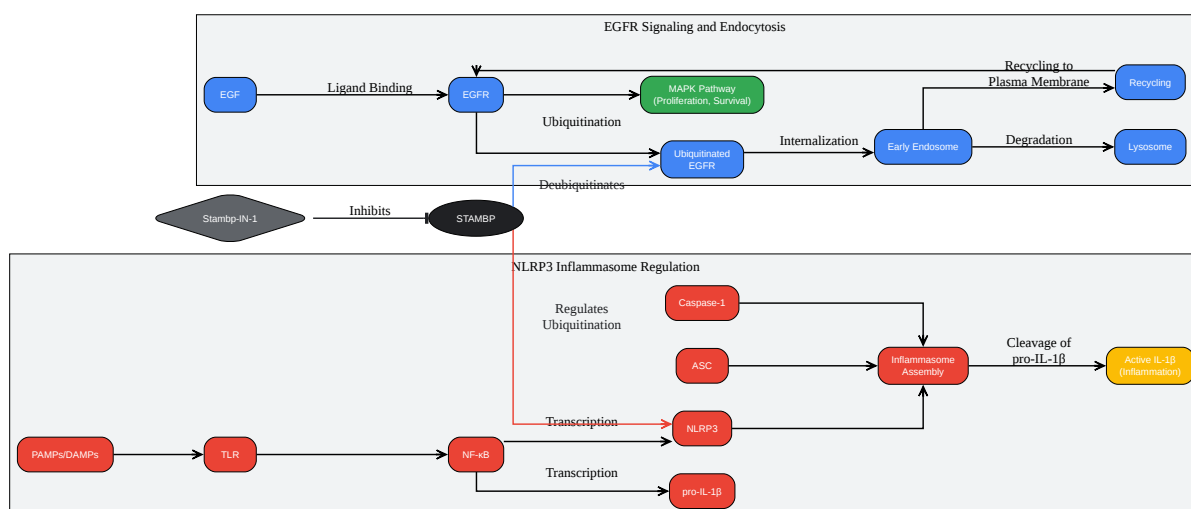 EGFR Signaling and Endocytosis
Recycling to
Plasma Membrane
EGF
Ligand Binding
EGFR
MAPK Pathway
(Proliferation, Survival)
Recycling
Ubiquitination
Ubiquitinated
EGFR
Internalization
Early Endosome
Degradation
Lysosome
Deubiquitinates
Stambp-IN-1
Inhibits
STAMBP
NLRP3 Inflammasome Regulation
Regulates
Ubiquitination
Caspase-1
ASC
Inflammasome
Assembly
Cleavage of
pro-IL-1β
Active IL-1β
(Inflammation)
Transcription
NLRP3
PAMPs/DAMPs
TLR
NF-κB
Transcription
pro-IL-1β